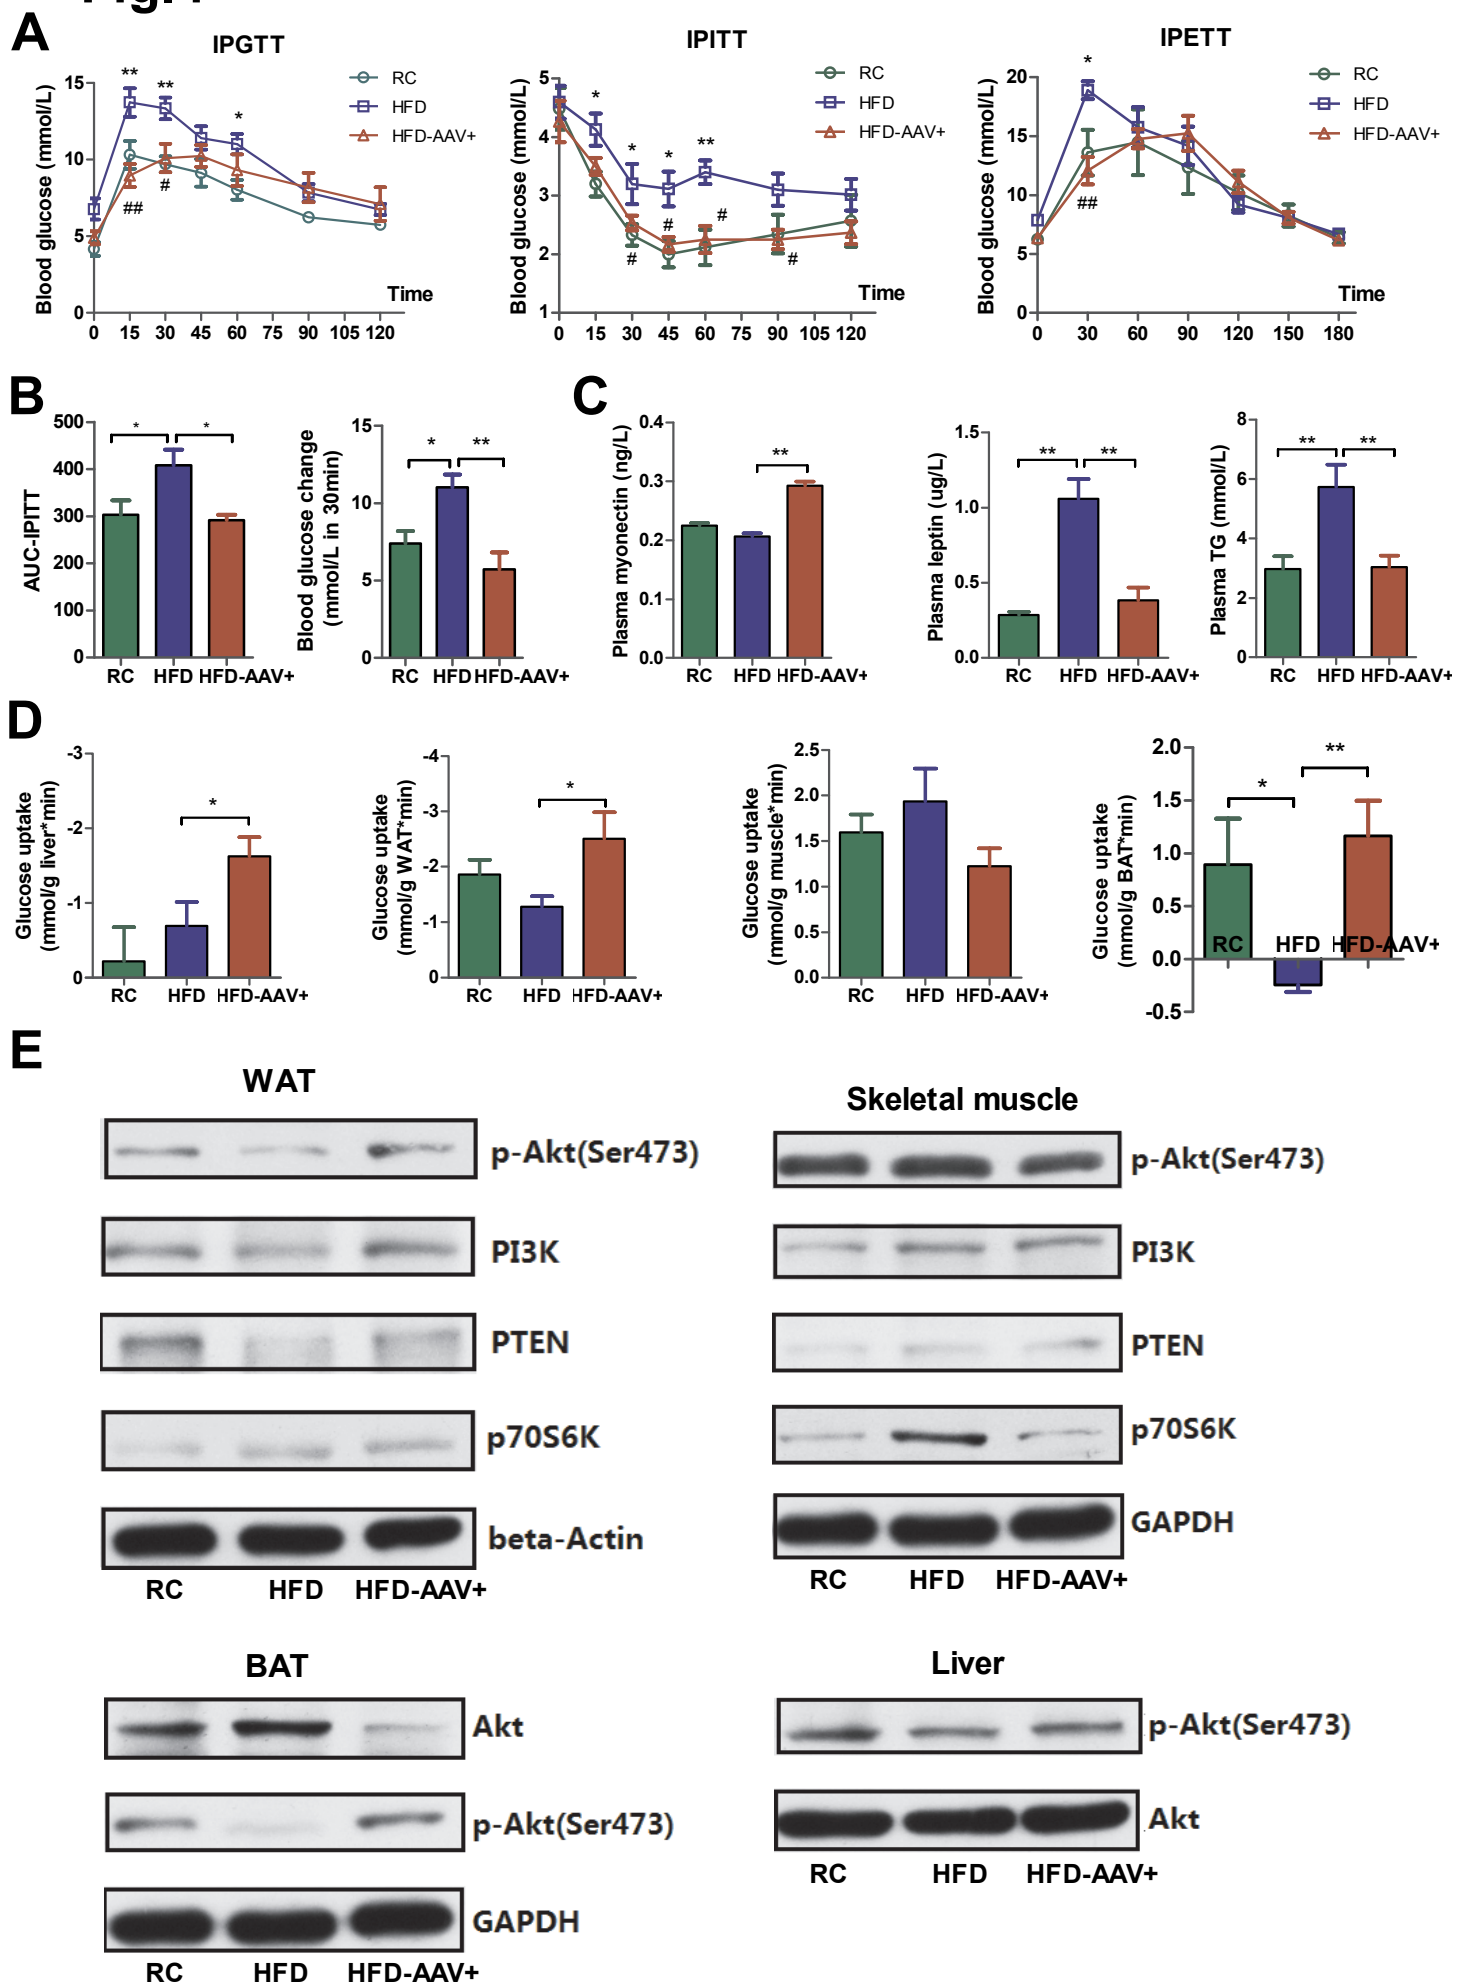 A
IPGTT
Blood glucose (mmol/L)
15
10
5
0
** ** *
# ##
RC
HFD
HFD-AAV+
Time
0 15 30 45 60 75 90 105 120
IPITT
Blood glucose (mmol/L)
5
4
3
2
1
* * * **
# # # #
RC
HFD
HFD-AAV+
Time
0 15 30 45 60 75 90 105 120
IPETT
Blood glucose (mmol/L)
20
15
10
5
0
*
##
RC
HFD
HFD-AAV+
Time
0 30 60 90 120 150 180
B
AUC-IPITT
500
400
300
200
100
0
* *
RC HFD HFD-AAV+
Blood glucose change
(mmol/L in 30min)
15
10
5
0
* **
RC HFD HFD-AAV+
C
Plasma myonectin (ng/L)
0.4
0.3
0.2
0.1
0.0
**
RC HFD HFD-AAV+
Plasma leptin (ug/L)
1.5
1.0
0.5
0.0
** **
RC HFD HFD-AAV+
Plasma TG (mmol/L)
8
6
4
2
0
** **
RC HFD HFD-AAV+
D
Glucose uptake
(mmol/g liver*min)
-3
-2
-1
0
*
RC HFD HFD-AAV+
Glucose uptake
(mmol/g WAT*min)
-4
-3
-2
-1
0
*
RC HFD HFD-AAV+
Glucose uptake
(mmol/g muscle*min)
2.5
2.0
1.5
1.0
0.5
0.0
RC HFD HFD-AAV+
Glucose uptake
(mmol/g BAT*min)
2.0
1.5
1.0
0.5
0.0
-0.5
* **
RC HFD HFD-AAV+
E
WAT
p-Akt(Ser473)
PI3K
PTEN
p70S6K
beta-Actin
RC HFD HFD-AAV+
Skeletal muscle
p-Akt(Ser473)
PI3K
PTEN
p70S6K
GAPDH
RC HFD HFD-AAV+
BAT
Akt
p-Akt(Ser473)
GAPDH
RC HFD HFD-AAV+
Liver
p-Akt(Ser473)
Akt
RC HFD HFD-AAV+